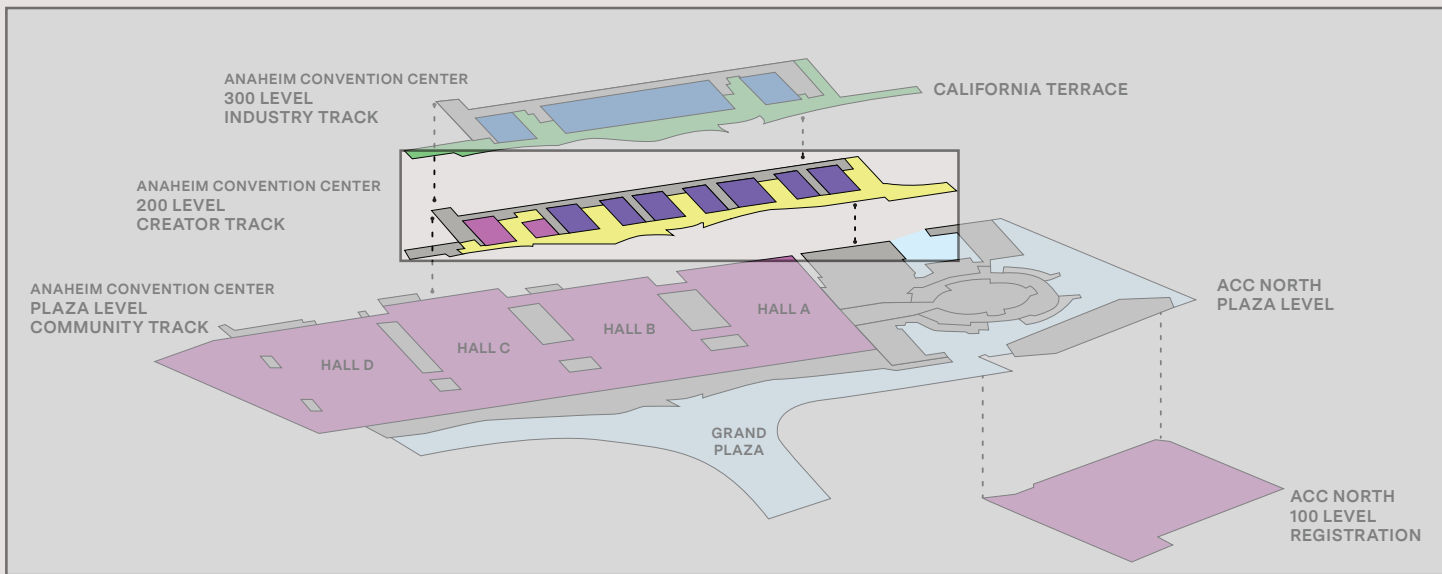 ANAHEIM CONVENTION CENTER
300 LEVEL
INDUSTRY TRACK
CALIFORNIA TERRACE
ANAHEIM CONVENTION CENTER
200 LEVEL
CREATOR TRACK
ANAHEIM CONVENTION CENTER
PLAZA LEVEL
COMMUNITY TRACK
ACC NORTH
PLAZA LEVEL
HALL A
HALL B
HALL C
HALL D
GRAND
PLAZA
ACC NORTH
100 LEVEL
REGISTRATION